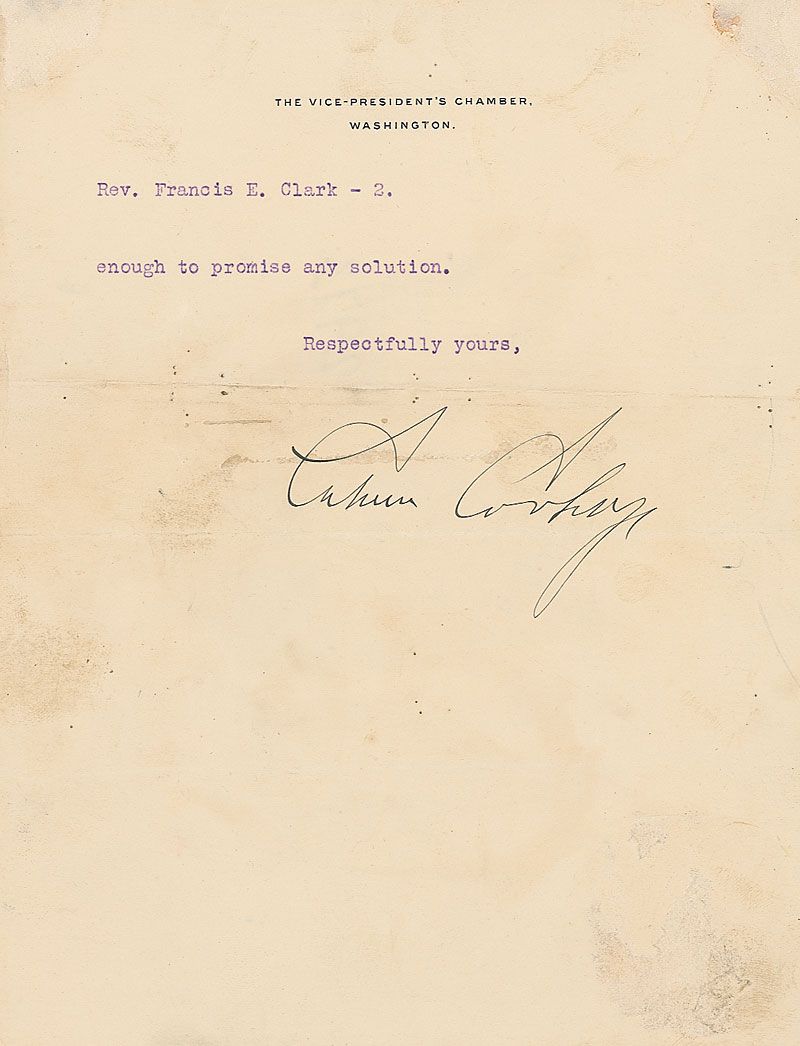 THE VICE-PRESIDENT'S CHAMBER,
WASHINGTON.
Rev. Francis E. Clark - 2.
enough to promise any solution.
Respectfully yours,
Calvin Coolidge